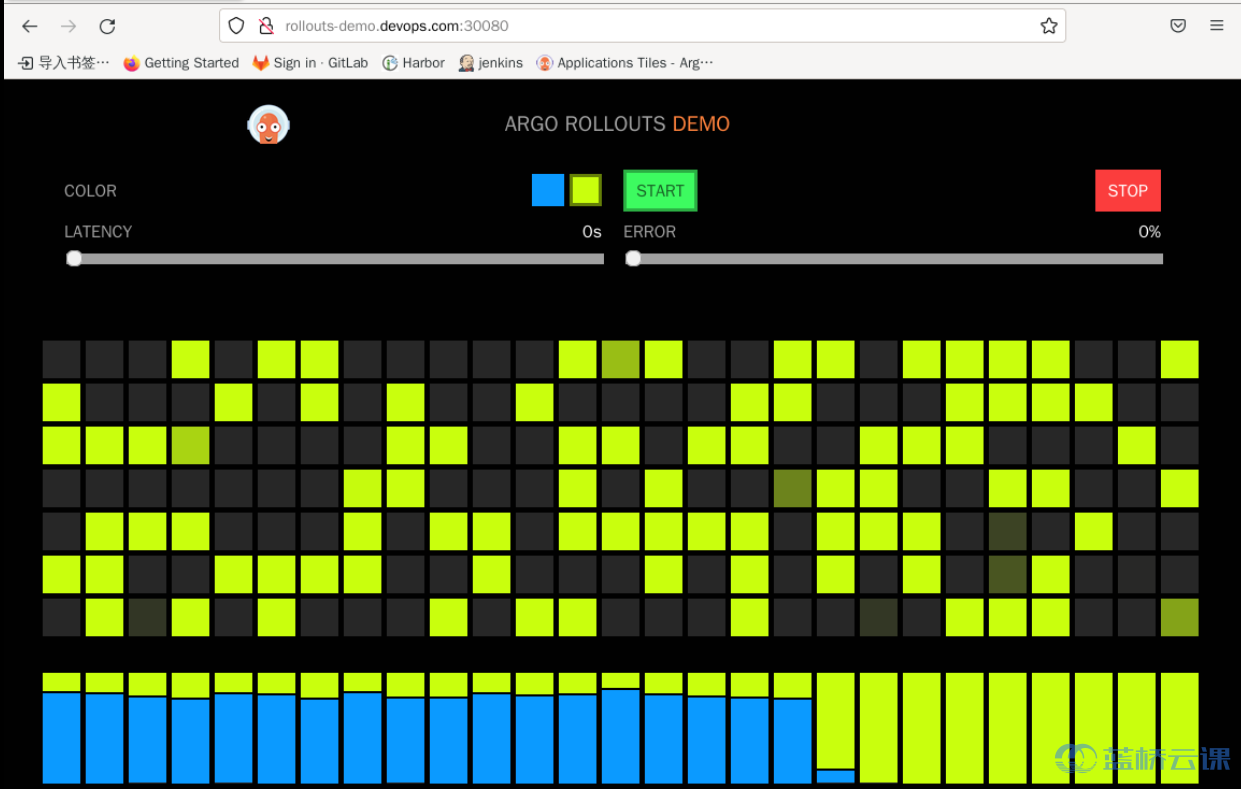 rollouts-demo.devops.com:30080
导入书签… Getting Started Sign in · GitLab Harbor jenkins Applications Tiles - Arg…
ARGO ROLLOUTS DEMO
COLOR START STOP
LATENCY 0s ERROR 0%
蓝桥云课